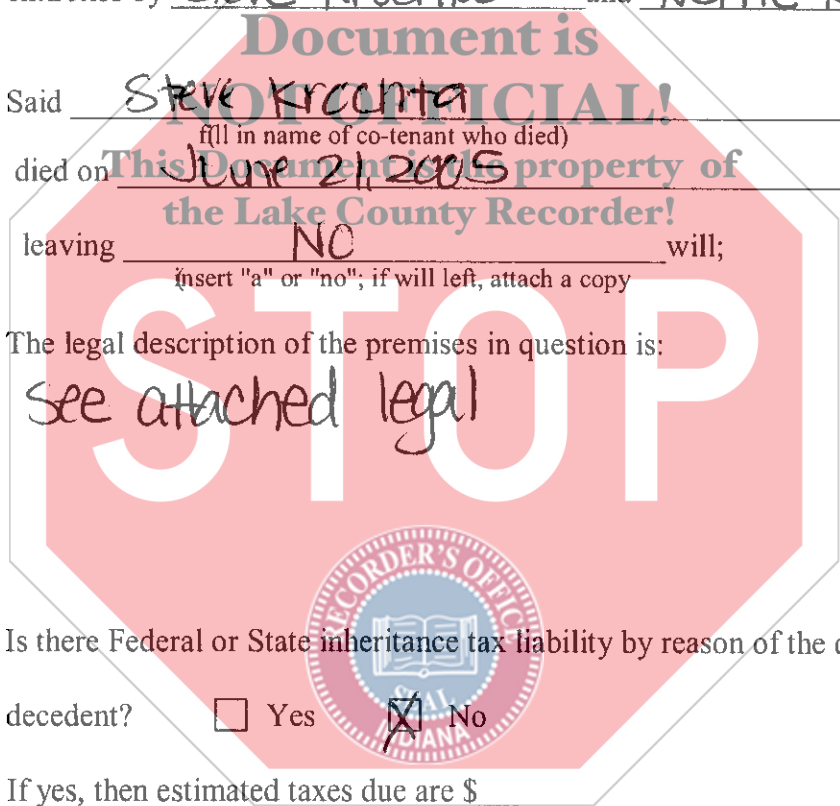 by Steve and
Document is
NOT OFFICIAL!
Said Steve Krochta
fill in name of co-tenant who died)
This Document is the property of
died on June 21, 2005
the Lake County Recorder!
leaving NO will;
insert "a" or "no"; if will left, attach a copy
STOP
The legal description of the premises in question is:
see attached legal
RECORDER'S OFFICE
Is there Federal or State inheritance tax liability by reason of the
decedent? Yes X No
SEAL
INDIANA
If yes, then estimated taxes due are $